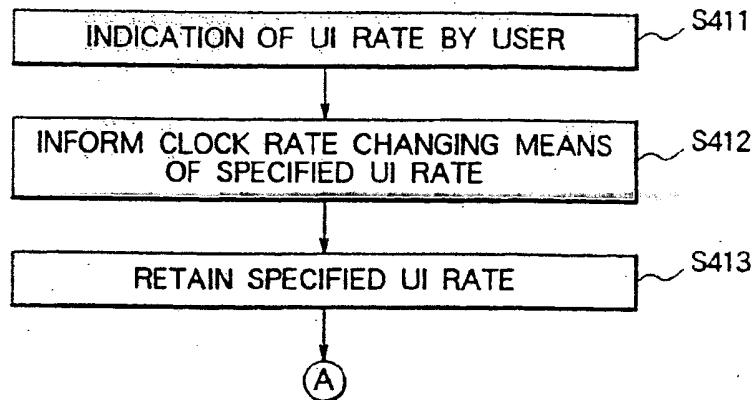 INDICATION OF UI RATE BY USER
S411
INFORM CLOCK RATE CHANGING MEANS
OF SPECIFIED UI RATE
S412
RETAIN SPECIFIED UI RATE
S413
A